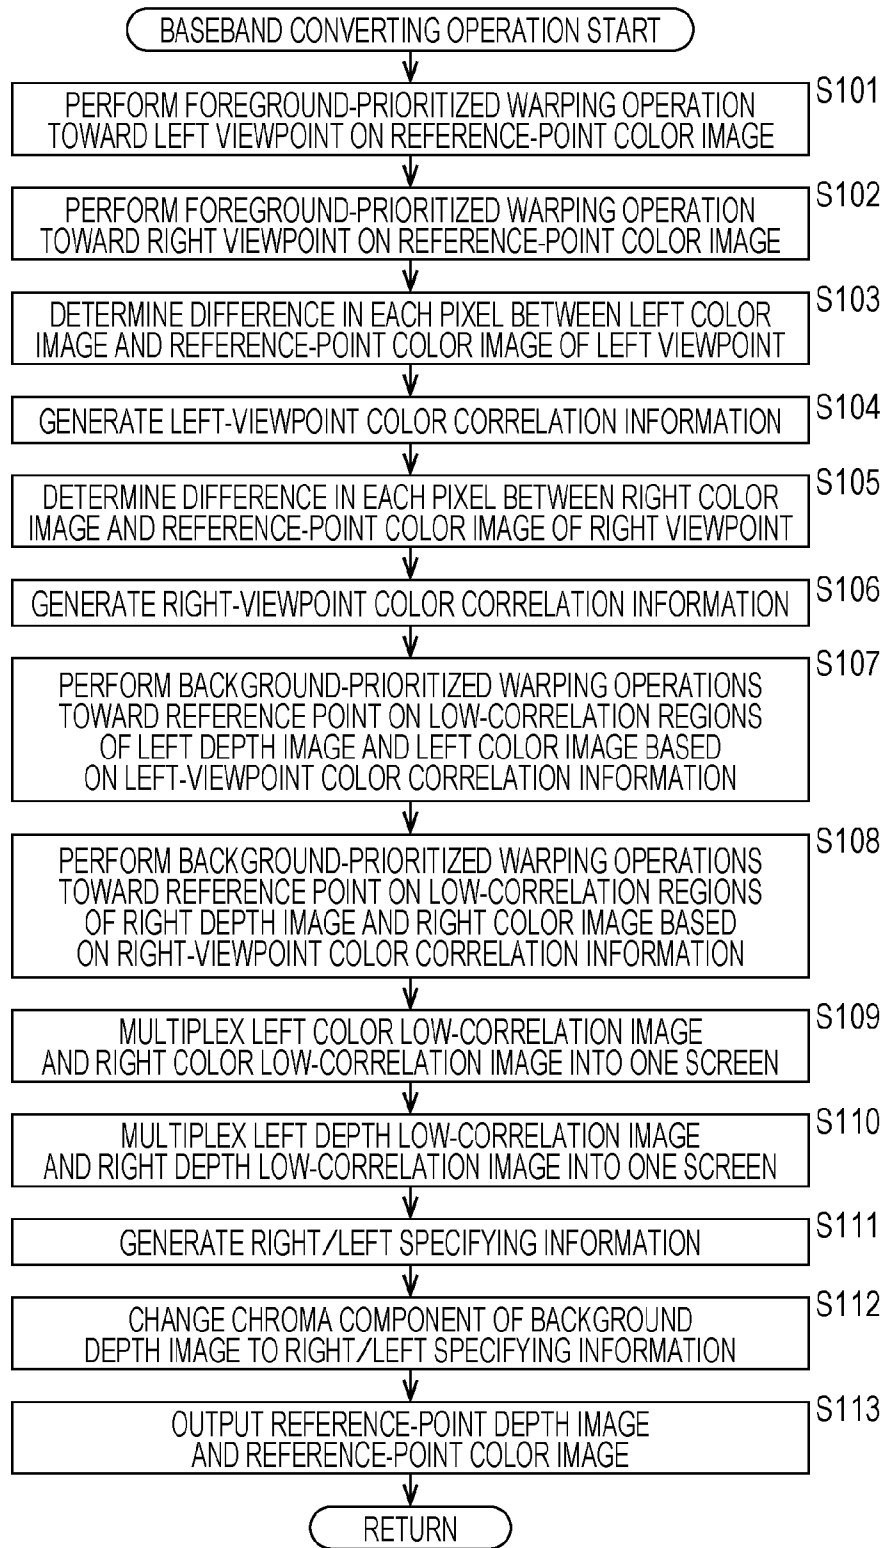 BASEBAND CONVERTING OPERATION START
S101
PERFORM FOREGROUND-PRIORITIZED WARPING OPERATION
TOWARD LEFT VIEWPOINT ON REFERENCE-POINT COLOR IMAGE
S102
PERFORM FOREGROUND-PRIORITIZED WARPING OPERATION
TOWARD RIGHT VIEWPOINT ON REFERENCE-POINT COLOR IMAGE
S103
DETERMINE DIFFERENCE IN EACH PIXEL BETWEEN LEFT COLOR
IMAGE AND REFERENCE-POINT COLOR IMAGE OF LEFT VIEWPOINT
S104
GENERATE LEFT-VIEWPOINT COLOR CORRELATION INFORMATION
S105
DETERMINE DIFFERENCE IN EACH PIXEL BETWEEN RIGHT COLOR
IMAGE AND REFERENCE-POINT COLOR IMAGE OF RIGHT VIEWPOINT
S106
GENERATE RIGHT-VIEWPOINT COLOR CORRELATION INFORMATION
S107
PERFORM BACKGROUND-PRIORITIZED WARPING OPERATIONS
TOWARD REFERENCE POINT ON LOW-CORRELATION REGIONS
OF LEFT DEPTH IMAGE AND LEFT COLOR IMAGE BASED
ON LEFT-VIEWPOINT COLOR CORRELATION INFORMATION
S108
PERFORM BACKGROUND-PRIORITIZED WARPING OPERATIONS
TOWARD REFERENCE POINT ON LOW-CORRELATION REGIONS
OF RIGHT DEPTH IMAGE AND RIGHT COLOR IMAGE BASED
ON RIGHT-VIEWPOINT COLOR CORRELATION INFORMATION
S109
MULTIPLEX LEFT COLOR LOW-CORRELATION IMAGE
AND RIGHT COLOR LOW-CORRELATION IMAGE INTO ONE SCREEN
S110
MULTIPLEX LEFT DEPTH LOW-CORRELATION IMAGE
AND RIGHT DEPTH LOW-CORRELATION IMAGE INTO ONE SCREEN
S111
GENERATE RIGHT/LEFT SPECIFYING INFORMATION
S112
CHANGE CHROMA COMPONENT OF BACKGROUND
DEPTH IMAGE TO RIGHT/LEFT SPECIFYING INFORMATION
S113
OUTPUT REFERENCE-POINT DEPTH IMAGE
AND REFERENCE-POINT COLOR IMAGE
RETURN